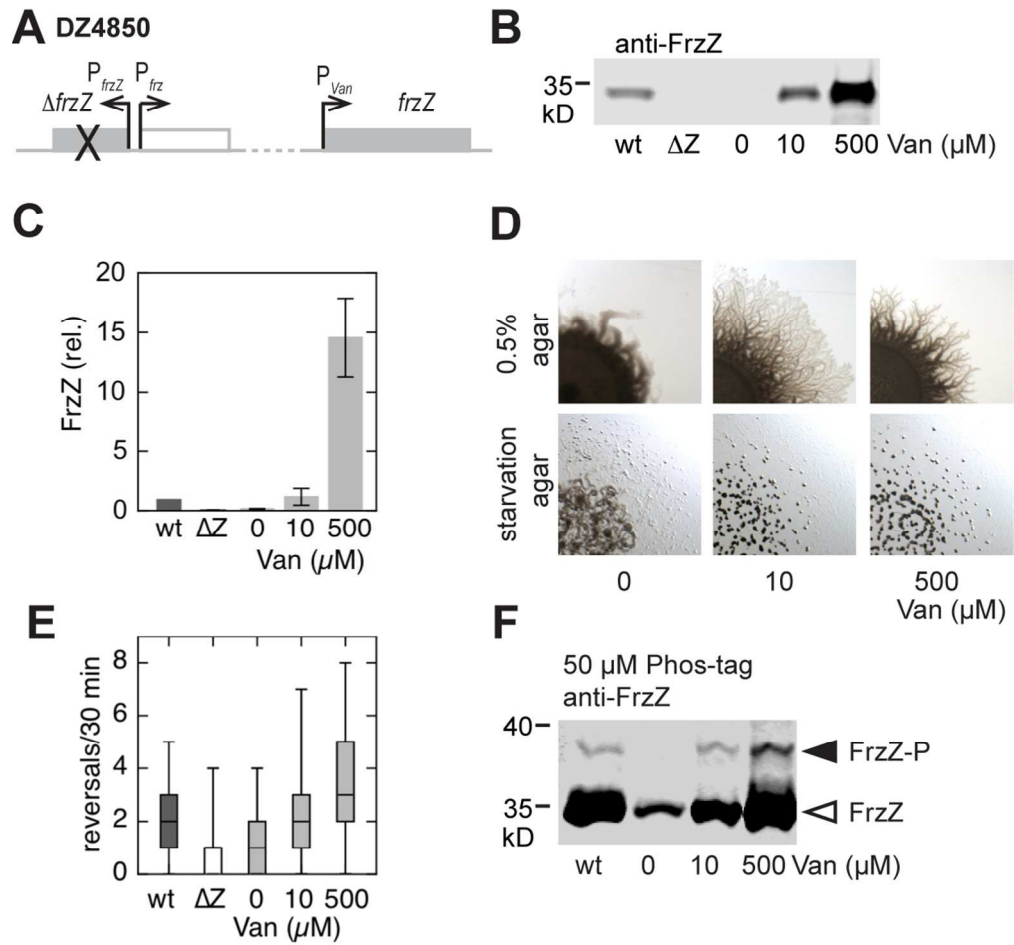 A DZ4850
PfrzZ Pfrz PVan
ΔfrzZ frzZ
B
anti-FrzZ
35
kD
wt ΔZ 0 10 500 Van (µM)
C
FrzZ (rel.)
20
15
10
5
0
wt ΔZ 0 10 500
Van (µM)
D
0.5%
agar
starvation
agar
0 10 500
Van (µM)
E
reversals/30 min
8
6
4
2
0
wt ΔZ 0 10 500
Van (µM)
F
50 µM Phos-tag
anti-FrzZ
40
FrzZ-P
35
kD
FrzZ
wt 0 10 500 Van (µM)